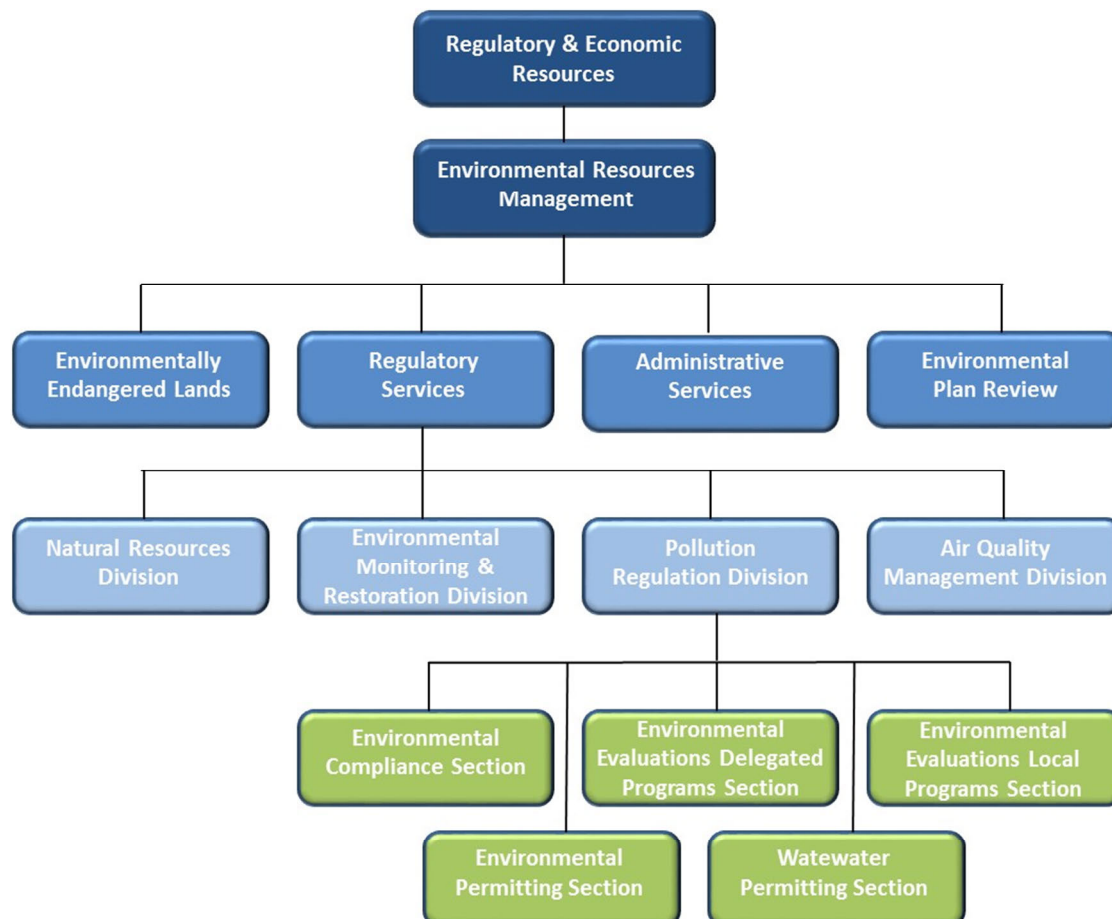 Regulatory & Economic
Resources
Environmental Resources
Management
Environmentally
Endangered Lands
Regulatory
Services
Administrative
Services
Environmental
Plan Review
Natural Resources
Division
Environmental
Monitoring &
Restoration Division
Pollution
Regulation Division
Air Quality
Management Division
Environmental
Compliance Section
Environmental
Evaluations Delegated
Programs Section
Environmental
Evaluations Local
Programs Section
Environmental
Permitting Section
Watewater
Permitting Section